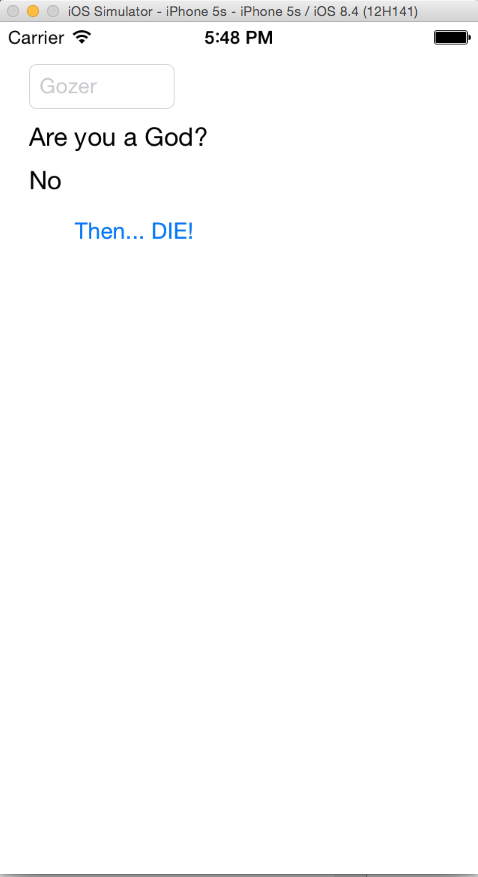 iOS Simulator - iPhone 5s - iPhone 5s / iOS 8.4 (12H141)
Carrier 5:48 PM
Gozer
Are you a God?
No
Then... DIE!